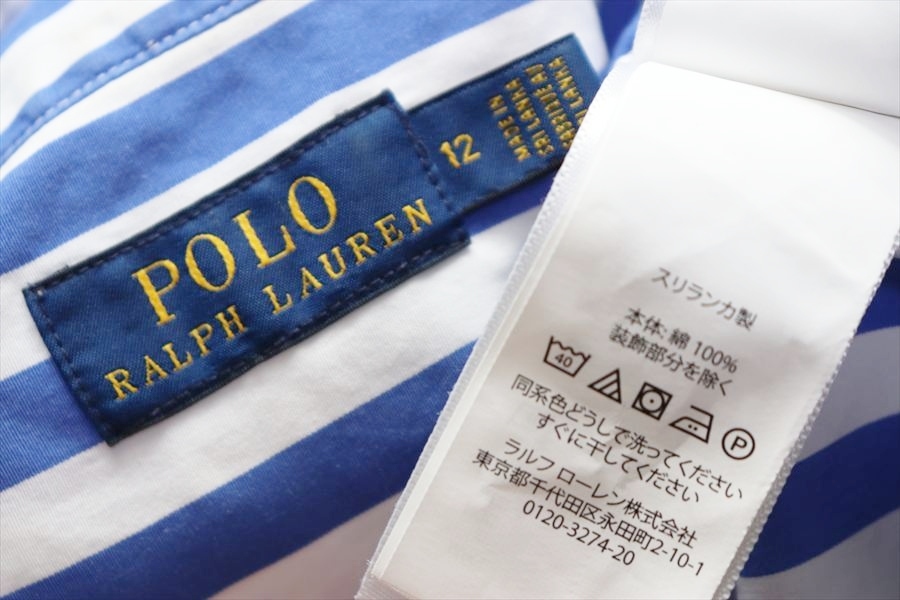 POLO
RALPH LAUREN
12
MADE IN
SRI LANKA
スリランカ製
本体: 綿 100%
装飾部分を除く
40
P
同系色どうしで洗ってください
すぐに干してください
ラルフ ローレン株式会社
東京都千代田区永田町2-10-1
0120-3274-20